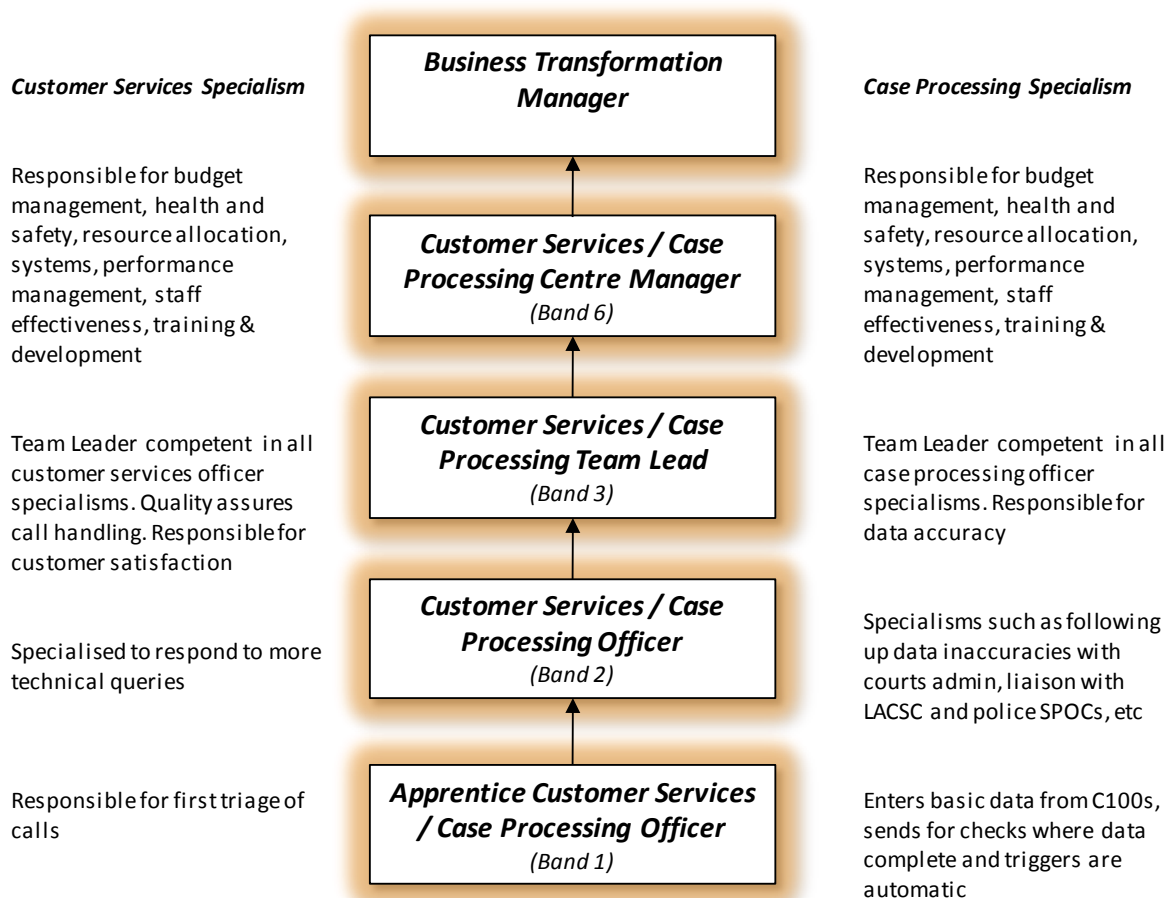 Business Transformation
Manager
Customer Services Specialism
Case Processing Specialism
Responsible for budget
management, health and
safety, resource allocation,
systems, performance
management, staff
effectiveness, training &
development
Customer Services / Case
Processing Centre Manager
(Band 6)
Responsible for budget
management, health and
safety, resource allocation,
systems, performance
management, staff
effectiveness, training &
development
Team Leader competent in all
customer services officer
specialisms. Quality assures
call handling. Responsible for
customer satisfaction
Customer Services / Case
Processing Team Lead
(Band 3)
Team Leader competent in all
case processing officer
specialisms. Responsible for
data accuracy
Specialised to respond to more
technical queries
Customer Services / Case
Processing Officer
(Band 2)
Specialisms such as following
up data inaccuracies with
courts admin, liaison with
LACSC and police SPOCs, etc
Responsible for first triage of
calls
Apprentice Customer Services
/ Case Processing Officer
(Band 1)
Enters basic data from C100s,
sends for checks where data
complete and triggers are
automatic